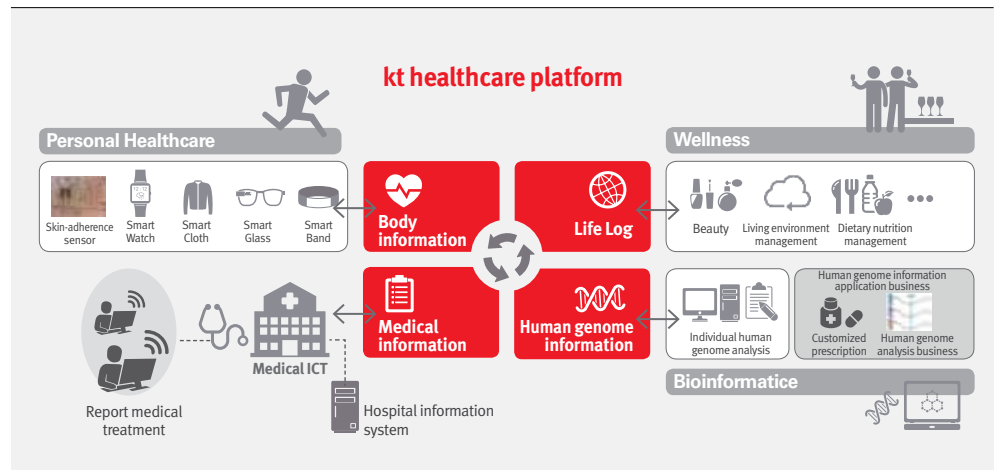 kt healthcare platform
Personal Healthcare
Skin-adherence
sensor
Smart
Watch
Smart
Cloth
Smart
Glass
Smart
Band
Body
information
Life Log
Wellness
Beauty
Living environment
management
Dietary nutrition
management
Medical
information
Human genome
information
Report medical
treatment
Medical ICT
Hospital information
system
Individual human
genome analysis
Human genome information
application business
Customized
prescription
Human genome
analysis business
Bioinformatice